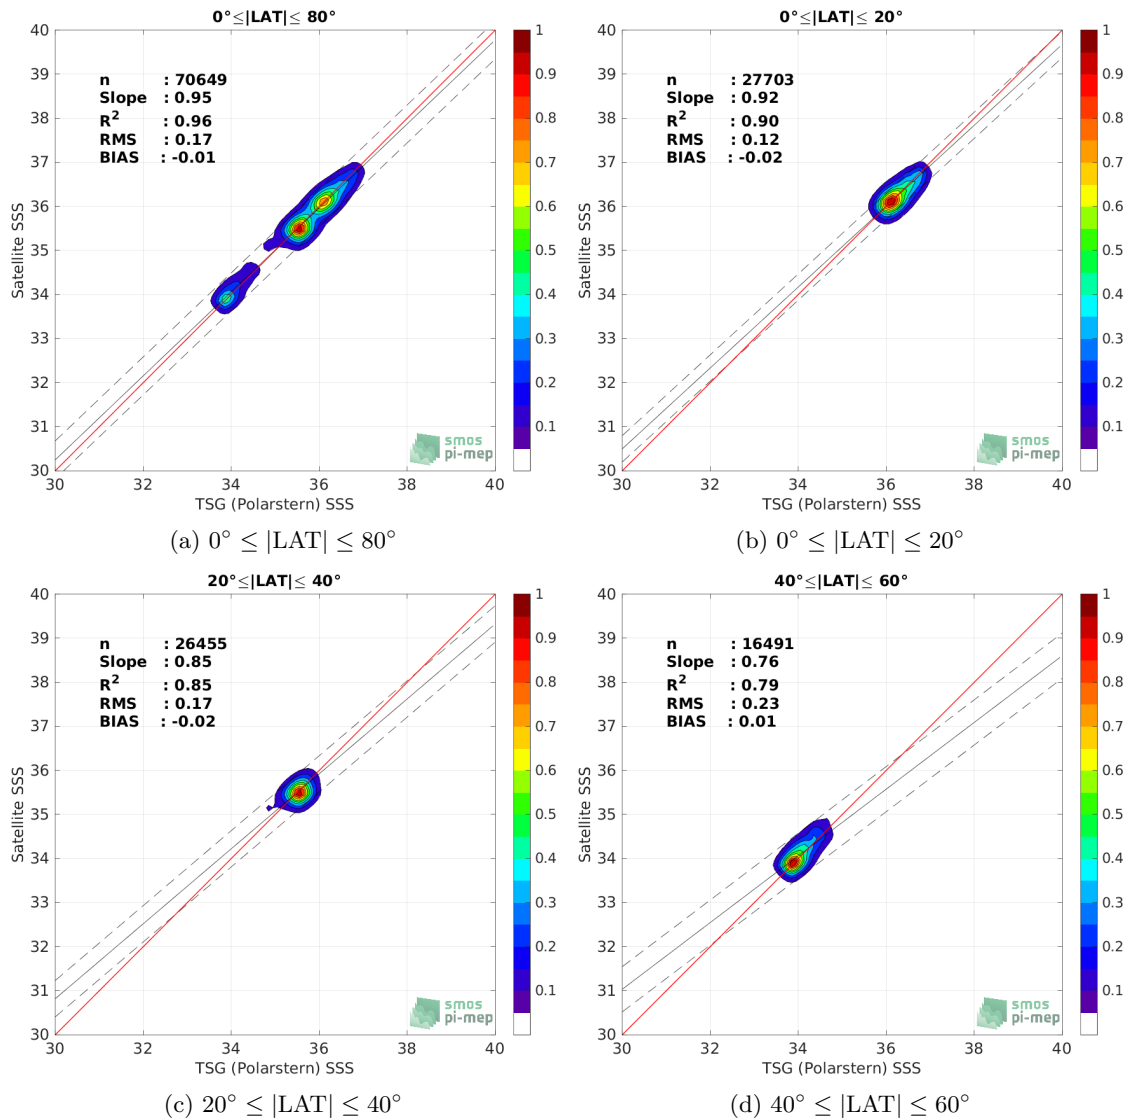 0°≤|LAT|≤ 80°
40
39
38
37
36
35
34
33
32
31
30
Satellite SSS
n : 70649
Slope : 0.95
R² : 0.96
RMS : 0.17
BIAS : -0.01
smos
pi-mep
30 32 34 36 38 40
TSG (Polarstern) SSS
1
0.9
0.8
0.7
0.6
0.5
0.4
0.3
0.2
0.1
(a) 0° ≤ |LAT| ≤ 80°
0°≤|LAT|≤ 20°
40
39
38
37
36
35
34
33
32
31
30
Satellite SSS
n : 27703
Slope : 0.92
R² : 0.90
RMS : 0.12
BIAS : -0.02
smos
pi-mep
30 32 34 36 38 40
TSG (Polarstern) SSS
1
0.9
0.8
0.7
0.6
0.5
0.4
0.3
0.2
0.1
(b) 0° ≤ |LAT| ≤ 20°
20°≤|LAT|≤ 40°
40
39
38
37
36
35
34
33
32
31
30
Satellite SSS
n : 26455
Slope : 0.85
R² : 0.85
RMS : 0.17
BIAS : -0.02
smos
pi-mep
30 32 34 36 38 40
TSG (Polarstern) SSS
1
0.9
0.8
0.7
0.6
0.5
0.4
0.3
0.2
0.1
(c) 20° ≤ |LAT| ≤ 40°
40°≤|LAT|≤ 60°
40
39
38
37
36
35
34
33
32
31
30
Satellite SSS
n : 16491
Slope : 0.76
R² : 0.79
RMS : 0.23
BIAS : 0.01
smos
pi-mep
30 32 34 36 38 40
TSG (Polarstern) SSS
1
0.9
0.8
0.7
0.6
0.5
0.4
0.3
0.2
0.1
(d) 40° ≤ |LAT| ≤ 60°